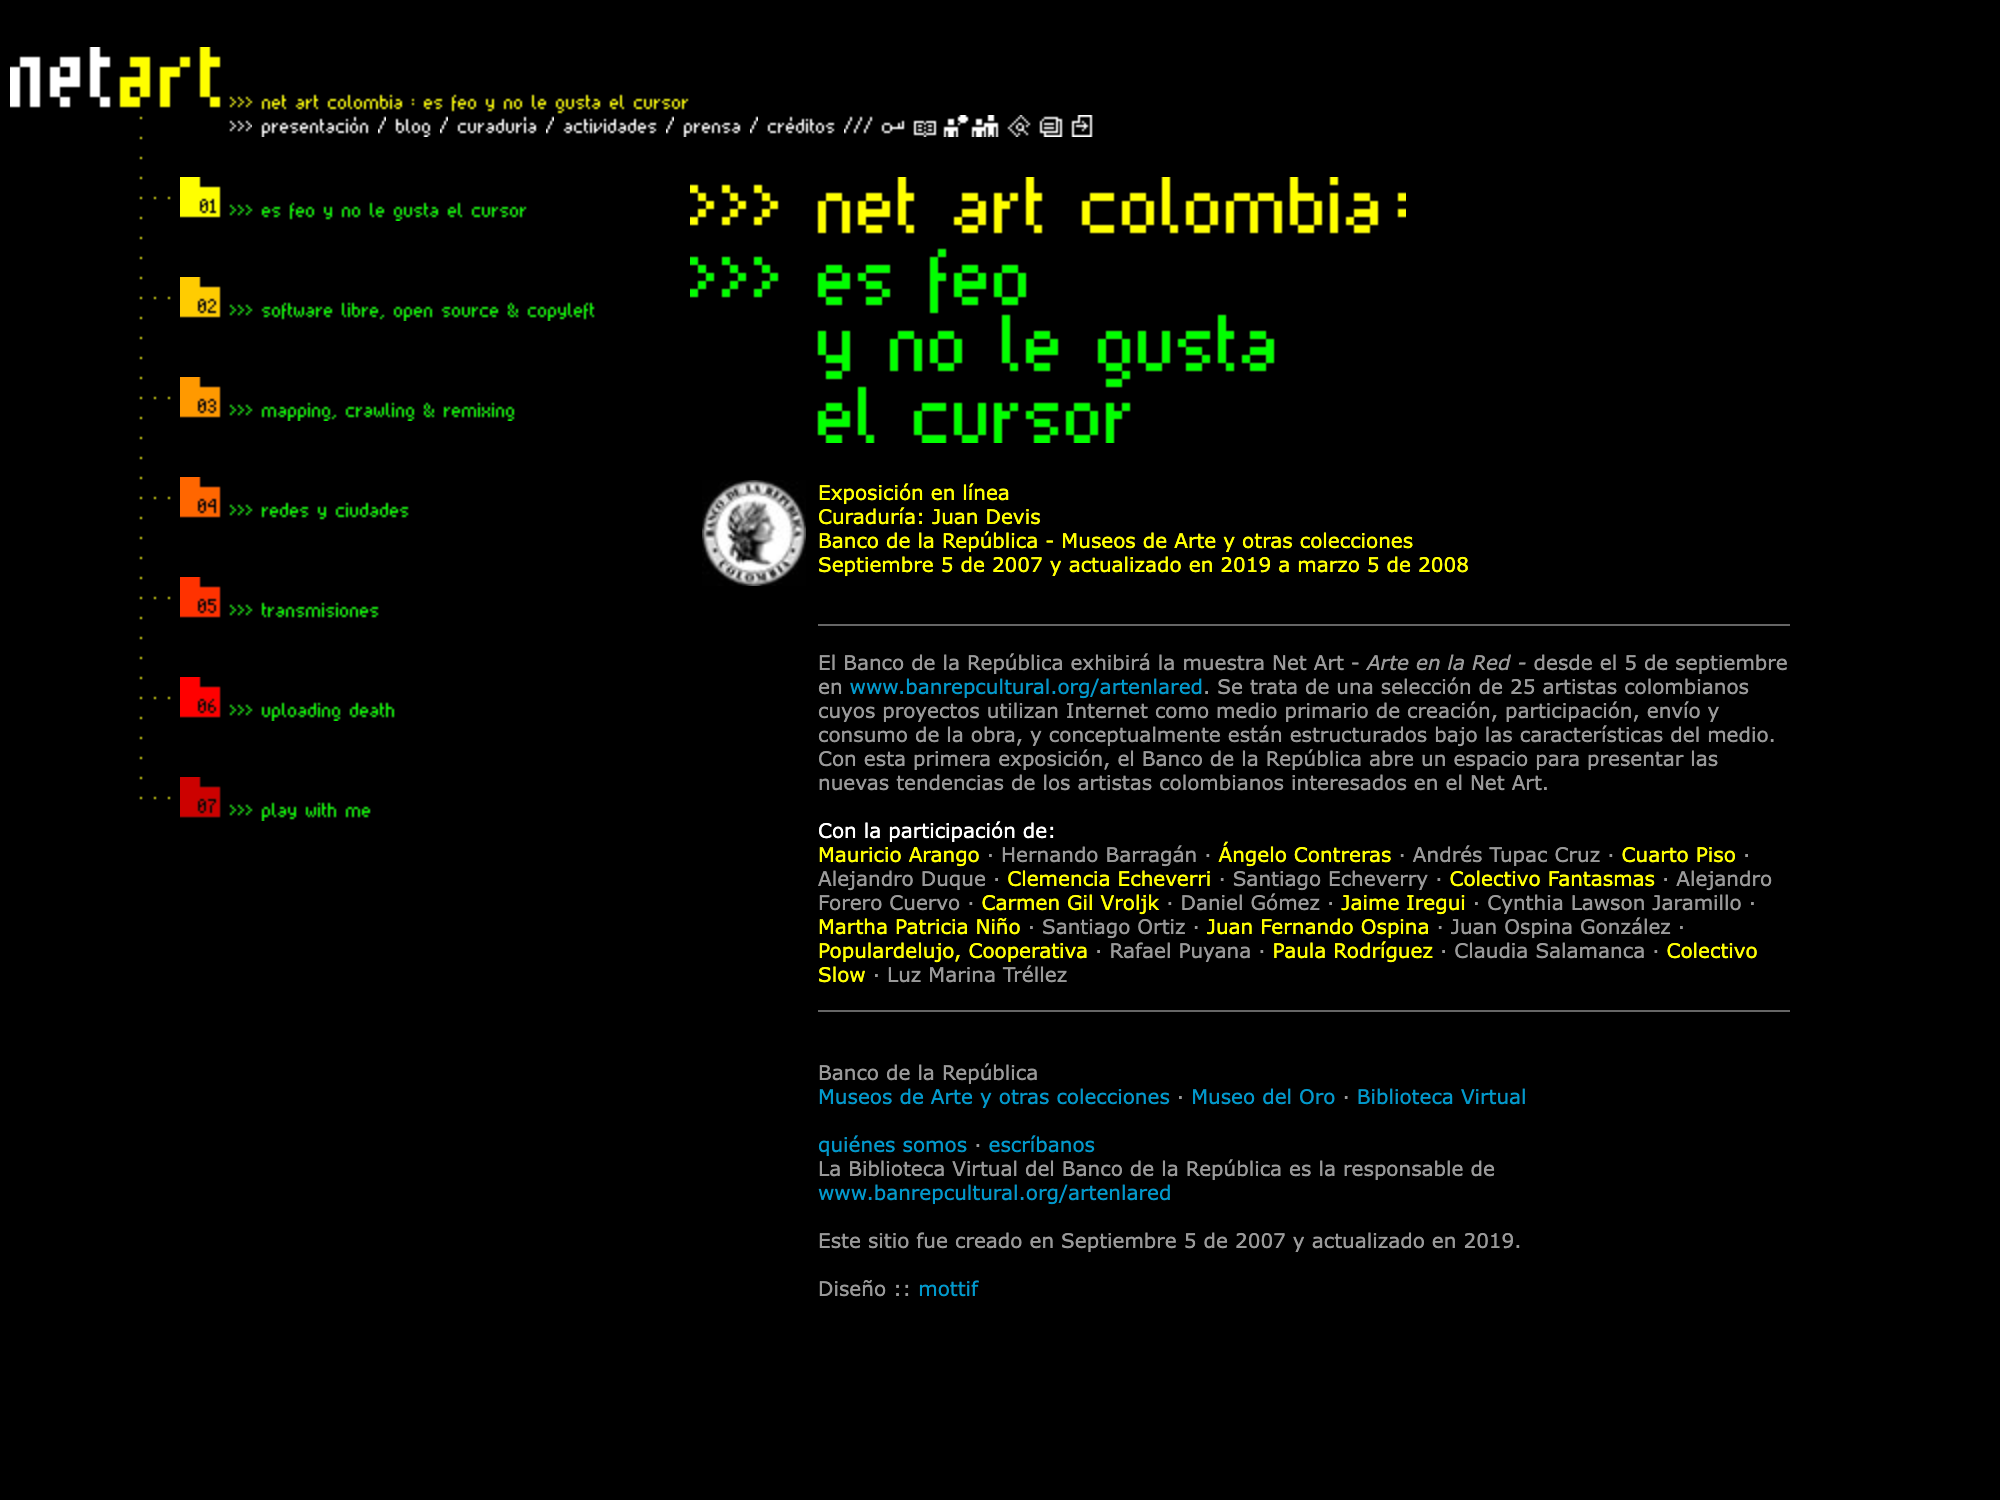 netart
>>> net art colombia : es feo y no le gusta el cursor
>>> presentación / blog / curaduría / actividades / prensa / créditos ///
01 >>> es feo y no le gusta el cursor
02 >>> software libre, open source & copyleft
03 >>> mapping, crawling & remixing
04 >>> redes y ciudades
05 >>> transmisiones
06 >>> uploading death
07 >>> play with me
>>> net art colombia:
>>> es feo
y no le gusta
el cursor
BANCO DE LA REPUBLICA
COLOMBIA
Exposición en línea
Curaduría: Juan Devis
Banco de la República - Museos de Arte y otras colecciones
Septiembre 5 de 2007 y actualizado en 2019 a marzo 5 de 2008
El Banco de la República exhibirá la muestra Net Art - Arte en la Red - desde el 5 de septiembre
en www.banrepcultural.org/artenlared. Se trata de una selección de 25 artistas colombianos
cuyos proyectos utilizan Internet como medio primario de creación, participación, envío y
consumo de la obra, y conceptualmente están estructurados bajo las características del medio.
Con esta primera exposición, el Banco de la República abre un espacio para presentar las
nuevas tendencias de los artistas colombianos interesados en el Net Art.
Con la participación de:
Mauricio Arango · Hernando Barragán · Ángelo Contreras · Andrés Tupac Cruz · Cuarto Piso ·
Alejandro Duque · Clemencia Echeverri · Santiago Echeverry · Colectivo Fantasmas · Alejandro
Forero Cuervo · Carmen Gil Vroljk · Daniel Gómez · Jaime Iregui · Cynthia Lawson Jaramillo ·
Martha Patricia Niño · Santiago Ortiz · Juan Fernando Ospina · Juan Ospina González ·
Populardelujo, Cooperativa · Rafael Puyana · Paula Rodríguez · Claudia Salamanca · Colectivo
Slow · Luz Marina Tréllez
Banco de la República
Museos de Arte y otras colecciones · Museo del Oro · Biblioteca Virtual
quiénes somos · escríbanos
La Biblioteca Virtual del Banco de la República es la responsable de
www.banrepcultural.org/artenlared
Este sitio fue creado en Septiembre 5 de 2007 y actualizado en 2019.
Diseño :: mottif